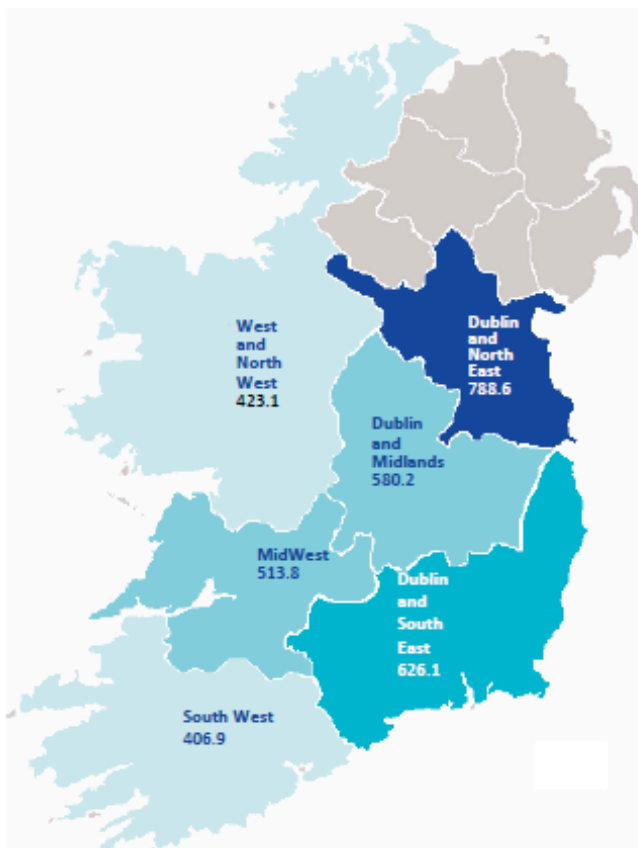 West
and
North
West
423.1
Dublin
and
North
East
788.6
Dublin
and
Midlands
580.2
MidWest
513.8
Dublin
and
South
East
626.1
South West
406.9